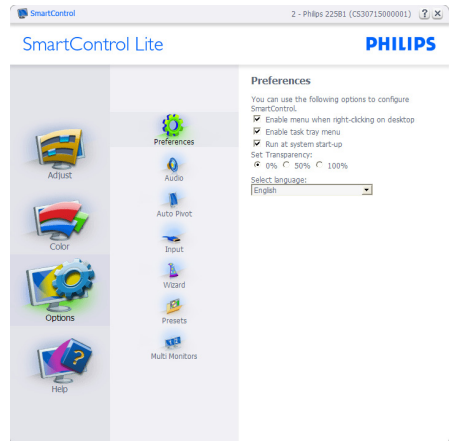 SmartControl
2 - Philips 225B1 (CS30715000001)
?
X
SmartControl Lite
PHILIPS
Adjust
Color
Options
Help
Preferences
Audio
Auto Pivot
Input
Wizard
Presets
Multi Monitors
Preferences
You can use the following options to configure
SmartControl.
Enable menu when right-clicking on desktop
Enable task tray menu
Run at system start-up
Set Transparency:
0% 50% 100%
Select language:
English